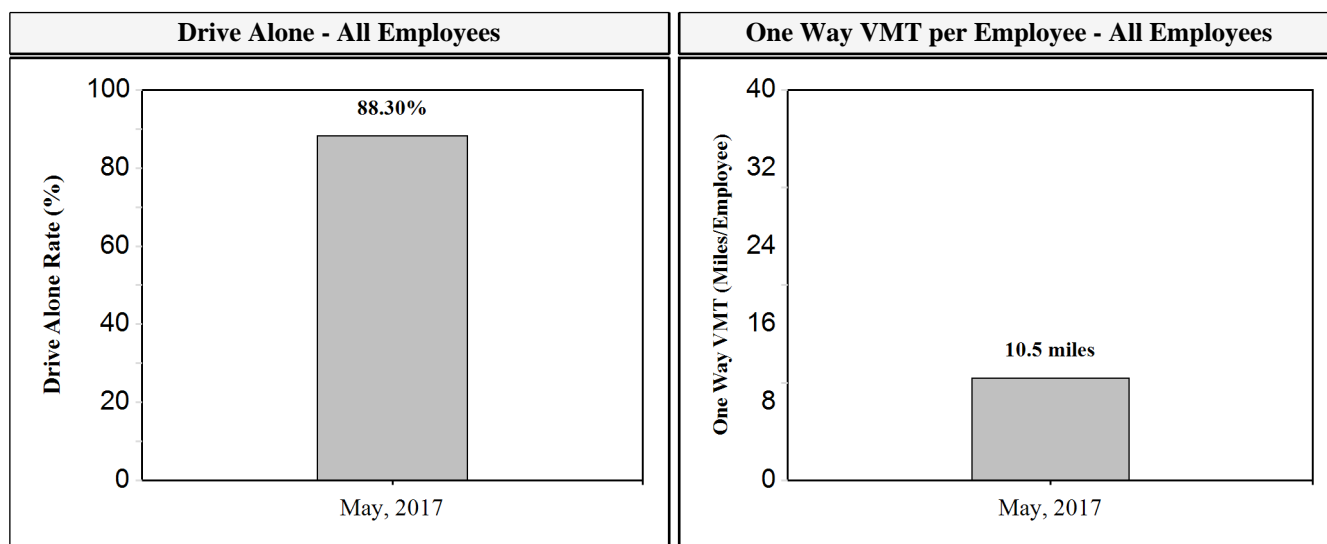 Drive Alone - All Employees
Drive Alone Rate (%)
100
80
60
40
20
0
88.30%
May, 2017
One Way VMT per Employee - All Employees
One Way VMT (Miles/Employee)
40
32
24
16
8
0
10.5 miles
May, 2017